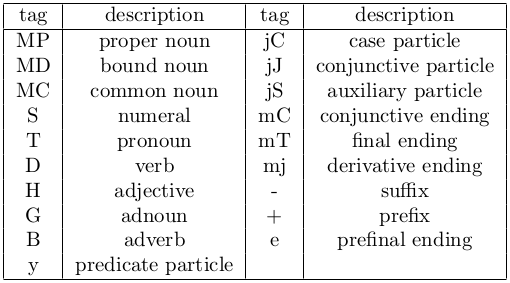 tag description tag description
MP proper noun jC case particle
MD bound noun jJ conjunctive particle
MC common noun jS auxiliary particle
S numeral mC conjunctive ending
T pronoun mT final ending
D verb mj derivative ending
H adjective - suffix
G adnoun + prefix
B adverb e prefinal ending
y predicate particle